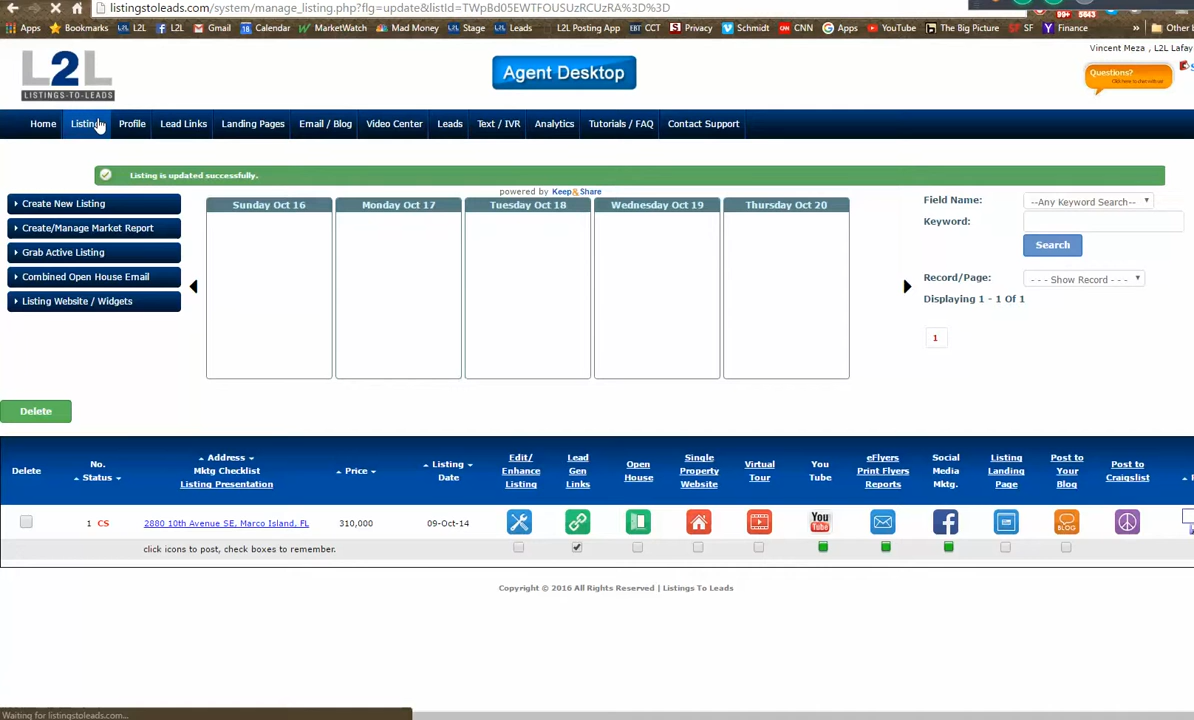 listingstoleads.com/system/manage_listing.php?flg=update&listid=TWpBd05EWTFOUSUzRCUzRA%3D%3D
Apps Bookmarks L2L L2L Gmail Calendar MarketWatch Mad Money Stage Leads L2L Posting App EBT CCT Privacy Schmidt CNN Apps YouTube The Big Picture SF Finance » Other
99+ 5643
Vincent Meza , L2L Lafay
L2L
LISTINGS-TO-LEADS
Agent Desktop
Questions?
Click here to chat with us!
Home Listing Profile Lead Links Landing Pages Email / Blog Video Center Leads Text / IVR Analytics Tutorials / FAQ Contact Support
Listing is updated successfully.
powered by Keep&Share
Create New Listing
Create/Manage Market Report
Grab Active Listing
Combined Open House Email
Listing Website / Widgets
Sunday Oct 16 Monday Oct 17 Tuesday Oct 18 Wednesday Oct 19 Thursday Oct 20
Field Name: --Any Keyword Search--
Keyword:
Search
Record/Page: - - - Show Record - - -
Displaying 1 - 1 Of 1
1
Delete
Delete
No.
Status
Address
Mktg Checklist
Listing Presentation
Price
Listing
Date
Edit/
Enhance
Listing
Lead
Gen
Links
Open
House
Single
Property
Website
Virtual
Tour
You
Tube
eFlyers
Print Flyers
Reports
Social
Media
Mktg.
Listing
Landing
Page
Post to
Your
Blog
Post to
Craigslist
1 CS 2880 10th Avenue SE, Marco Island, FL 310,000 09-Oct-14
You
Tube
BLOG
click icons to post, check boxes to remember.
Copyright © 2016 All Rights Reserved | Listings To Leads
Waiting for listingstoleads.com...